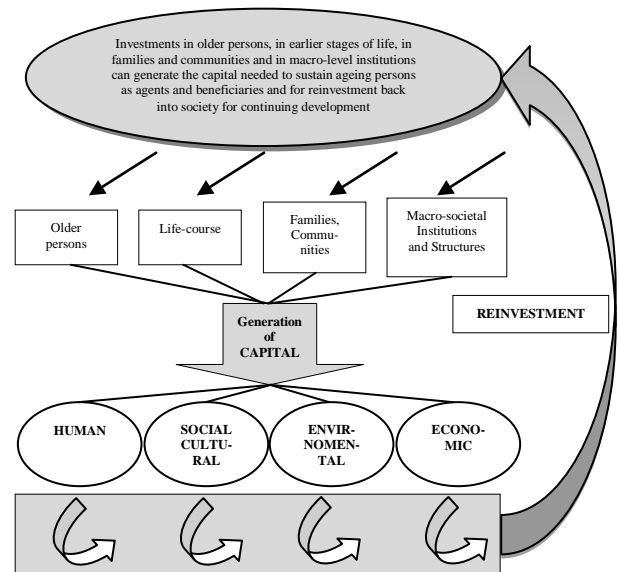 Investments in older persons, in earlier stages of life, in
families and communities and in macro-level institutions
can generate the capital needed to sustain ageing persons
as agents and beneficiaries and for reinvestment back
into society for continuing development
Older
persons
Life-course
Families,
Commu-
nities
Macro-societal
Institutions
and Structures
REINVESTMENT
Generation
of
CAPITAL
HUMAN
SOCIAL
CULTU-
RAL
ENVIR-
NOMEN-
TAL
ECONO-
MIC